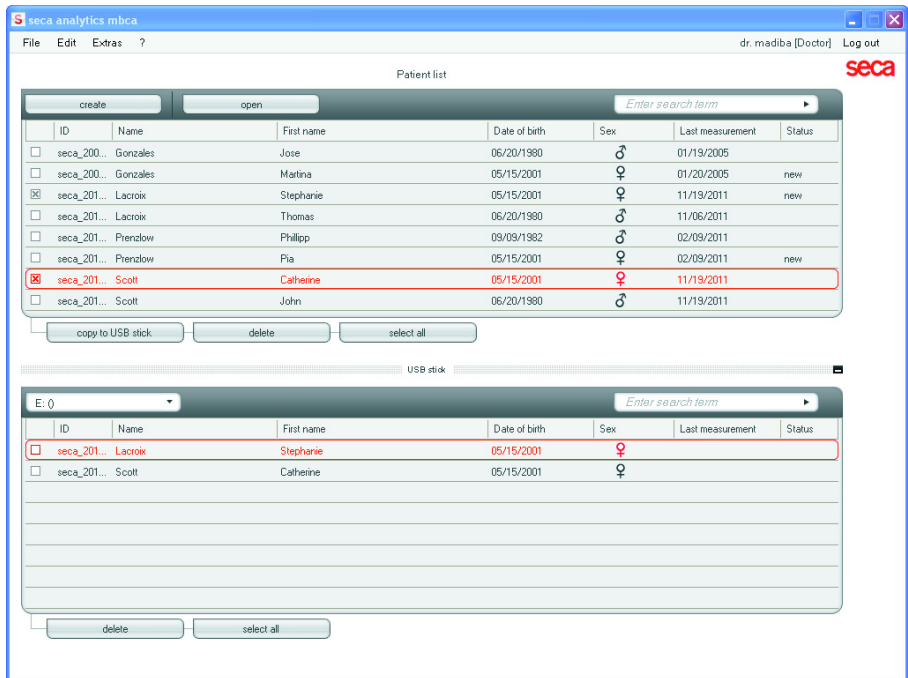 S seca analytics mbca
File Edit Extras ? dr. madiba [Doctor] Log out
seca
Patient list
create open Enter search term
ID Name First name Date of birth Sex Last measurement Status
seca_200... Gonzales Jose 06/20/1980 ♂ 01/19/2005
seca_200... Gonzales Martina 05/15/2001 ♀ 01/20/2005 new
seca_201... Lacroix Stephanie 05/15/2001 ♀ 11/19/2011 new
seca_201... Lacroix Thomas 06/20/1980 ♂ 11/06/2011
seca_201... Prenzlow Phillipp 09/09/1982 ♂ 02/09/2011
seca_201... Prenzlow Pia 05/15/2001 ♀ 02/09/2011 new
seca_201... Scott Catherine 05/15/2001 ♀ 11/19/2011
seca_201... Scott John 06/20/1980 ♂ 11/19/2011
copy to USB stick delete select all
USB stick
E: () Enter search term
ID Name First name Date of birth Sex Last measurement Status
seca_201... Lacroix Stephanie 05/15/2001 ♀
seca_201... Scott Catherine 05/15/2001 ♀
delete select all